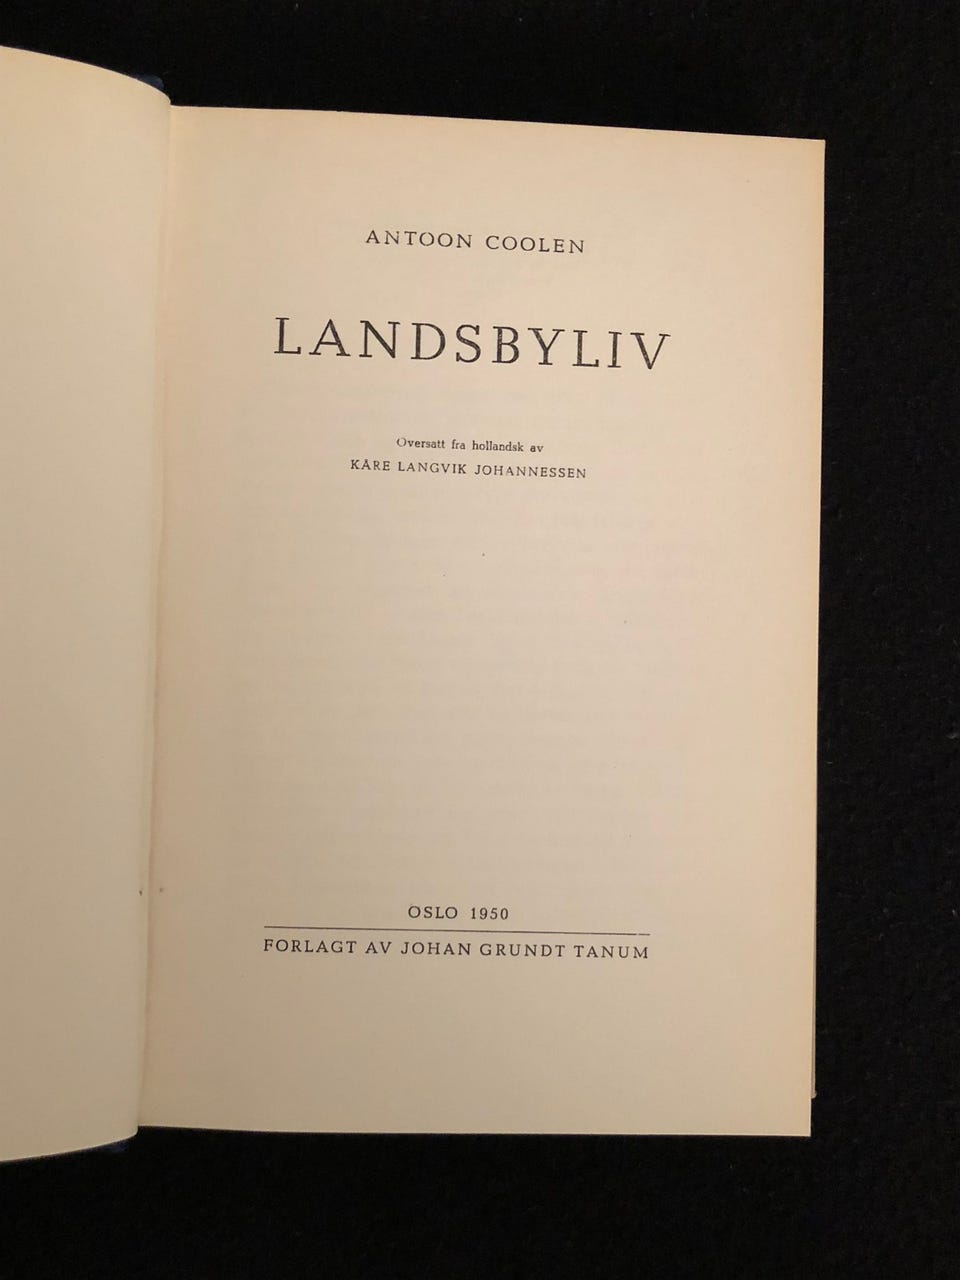 ANTOON COOLEN
LANDSBYLIV
Oversatt fra hollandsk av
KÅRE LANGVIK JOHANNESSEN
OSLO 1950
FORLAGT AV JOHAN GRUNDT TANUM